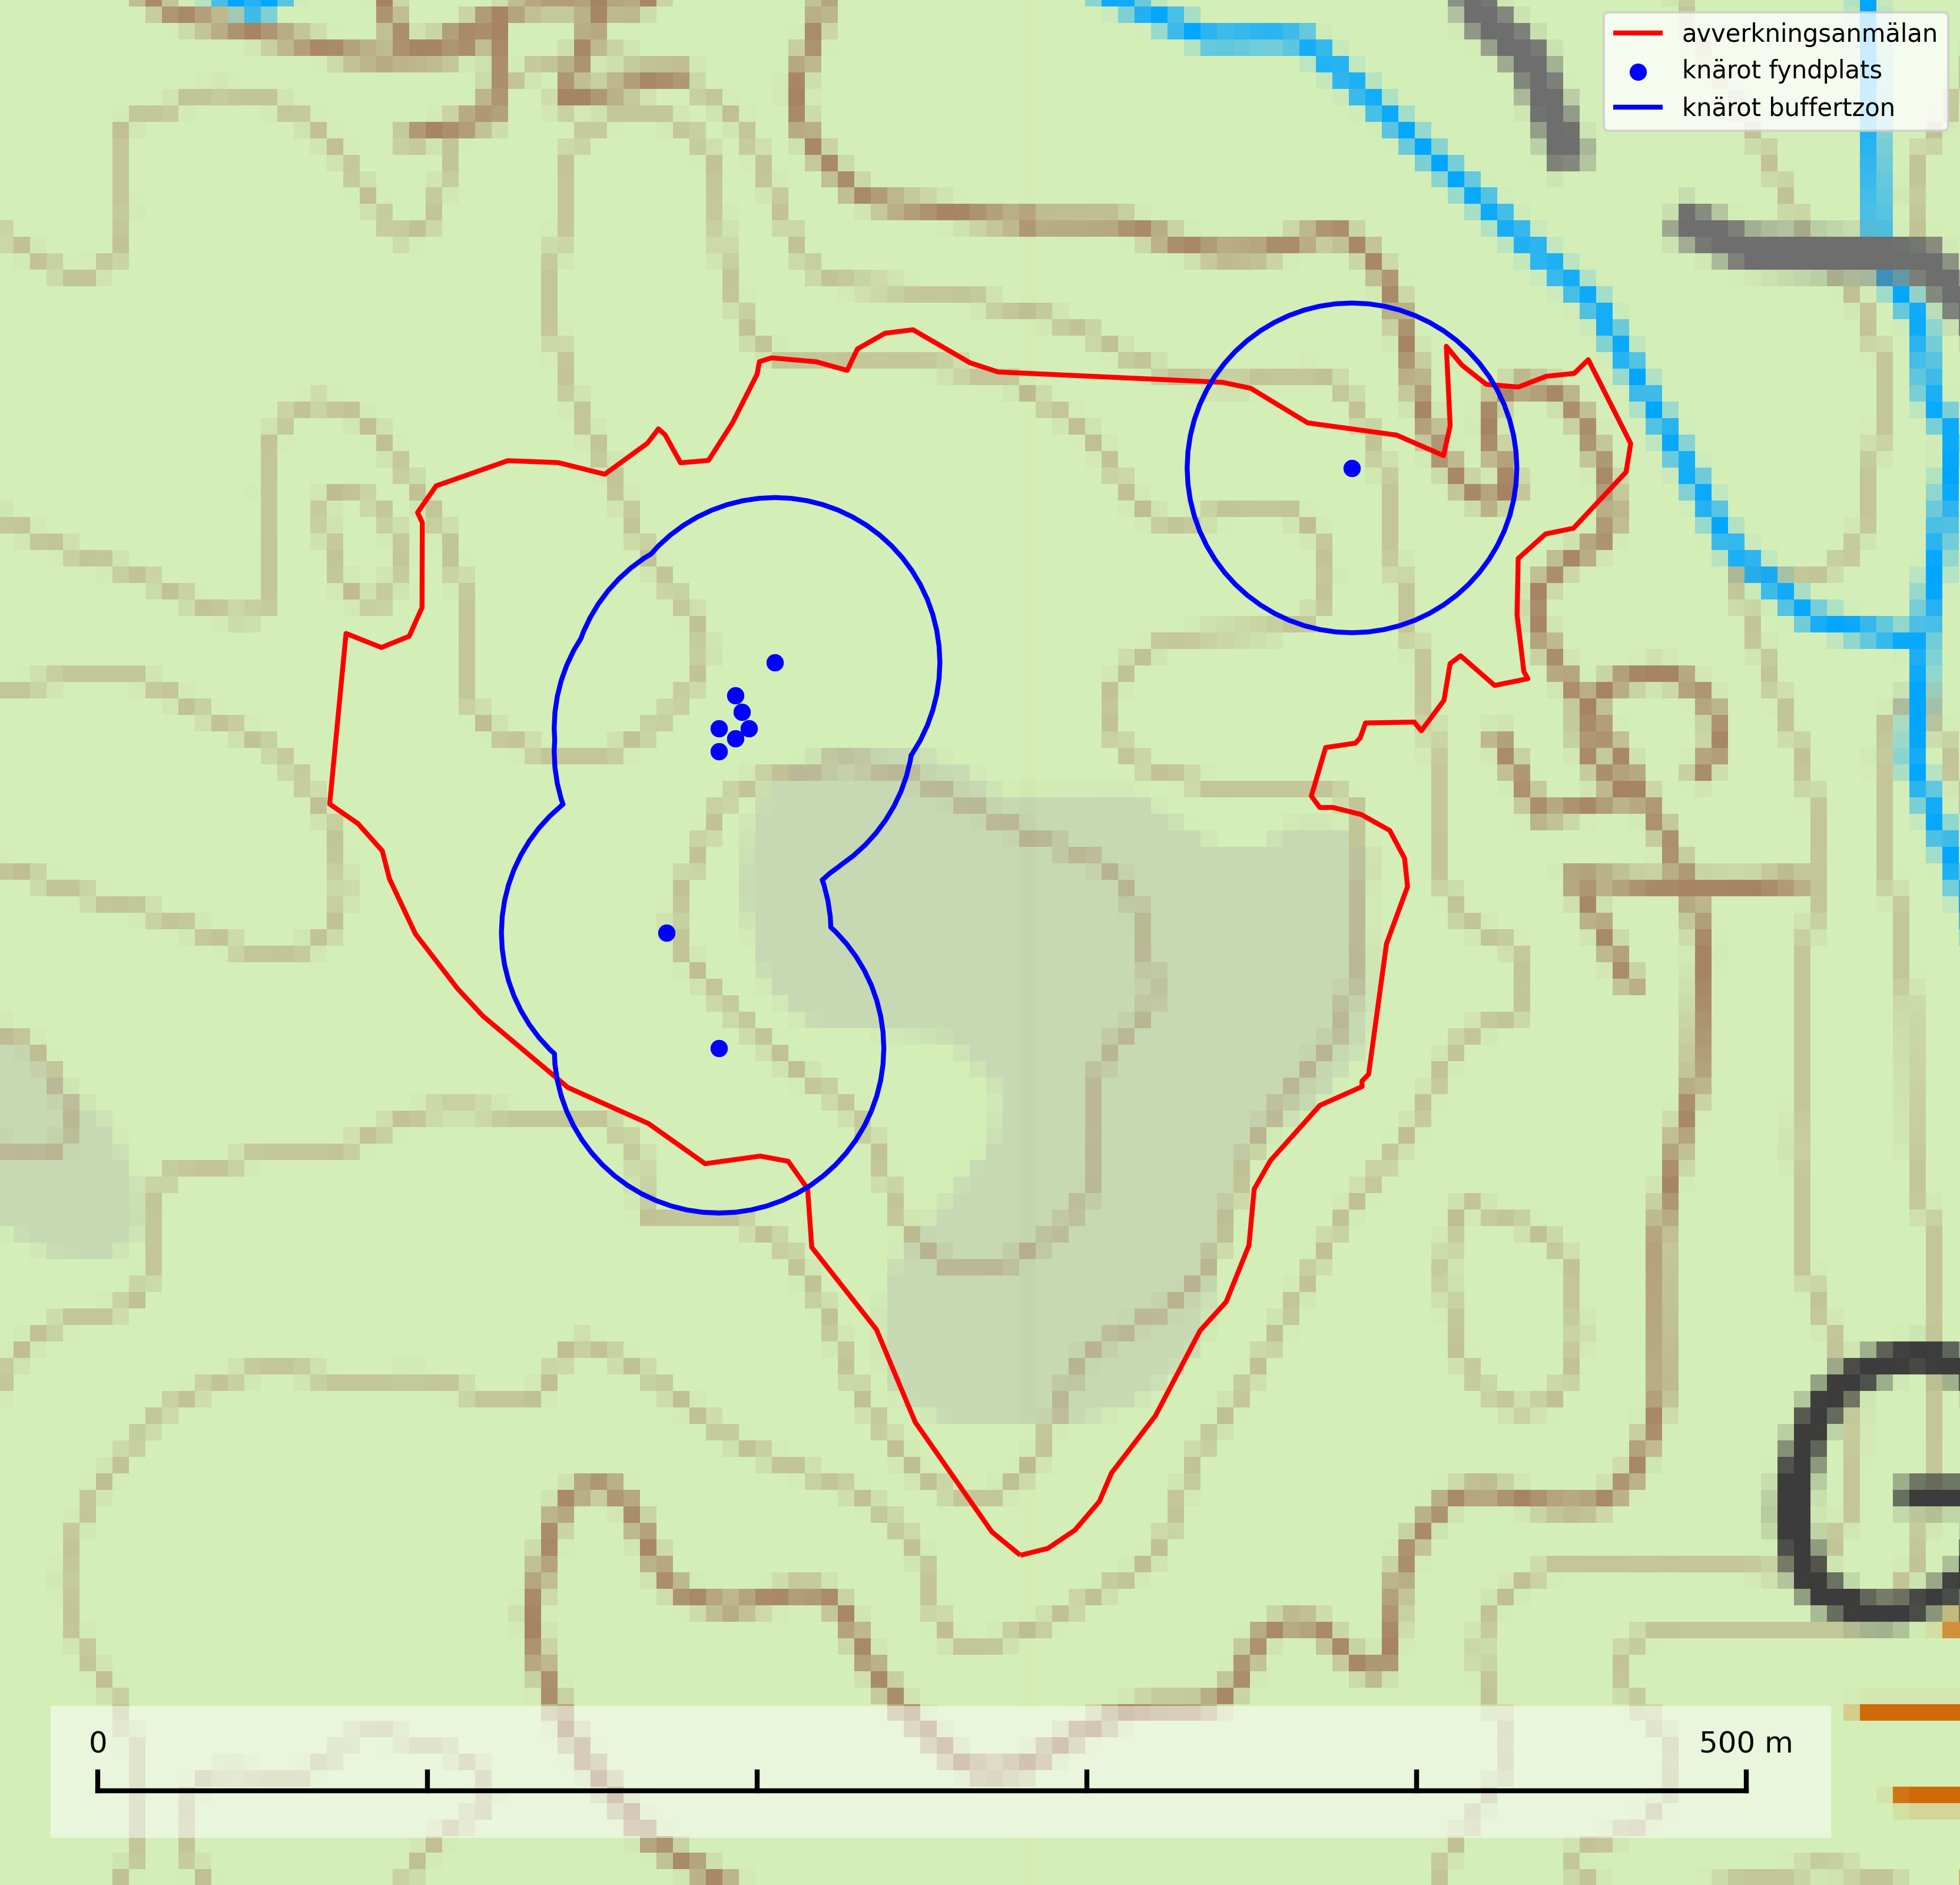 avverkningsanmälan
knärot fyndplats
knärot buffertzon
0
500 m